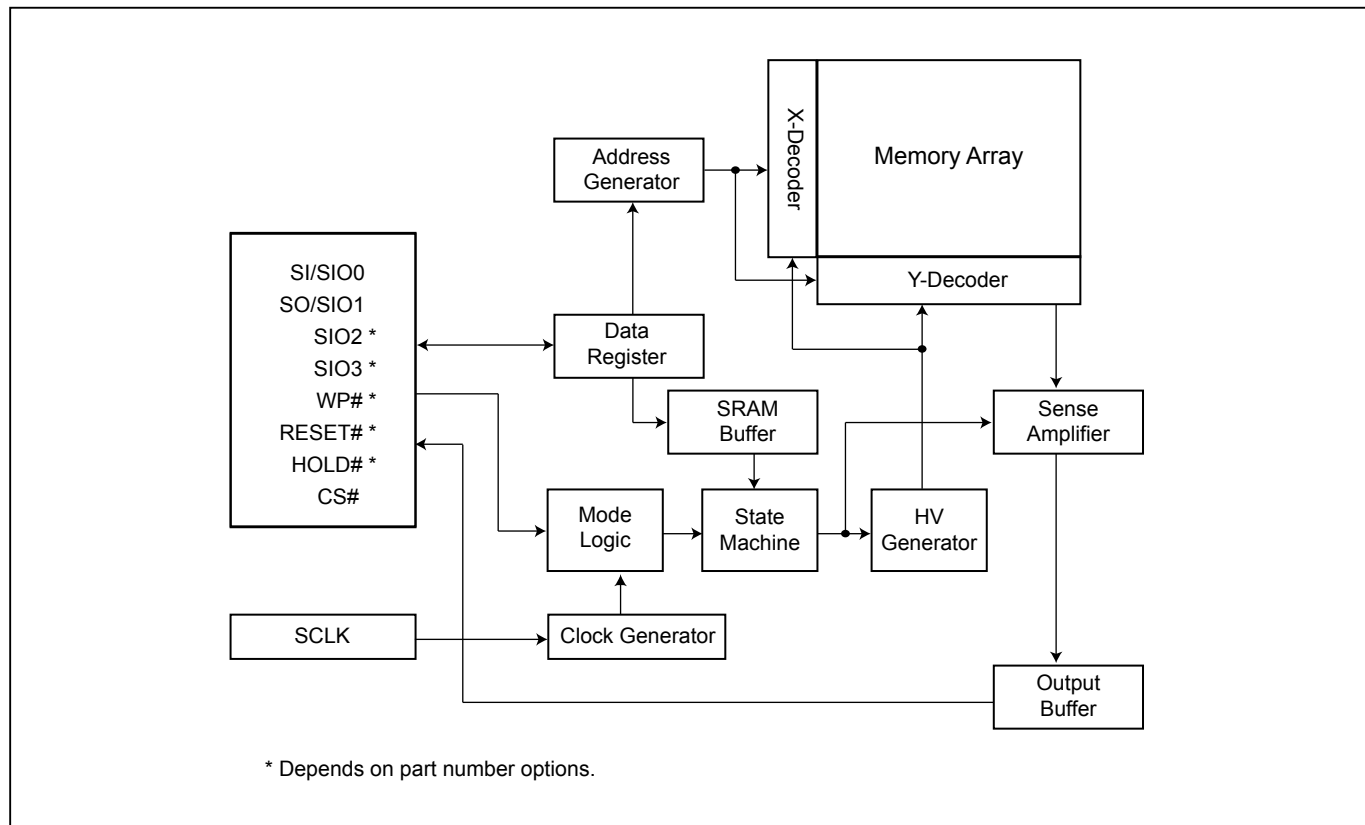 X-Decoder
Memory Array
Address
Generator
Y-Decoder
SI/SIO0
SO/SIO1
SIO2 *
SIO3 *
WP# *
RESET# *
HOLD# *
CS#
Data
Register
SRAM
Buffer
Sense
Amplifier
Mode
Logic
State
Machine
HV
Generator
SCLK
Clock Generator
Output
Buffer
* Depends on part number options.